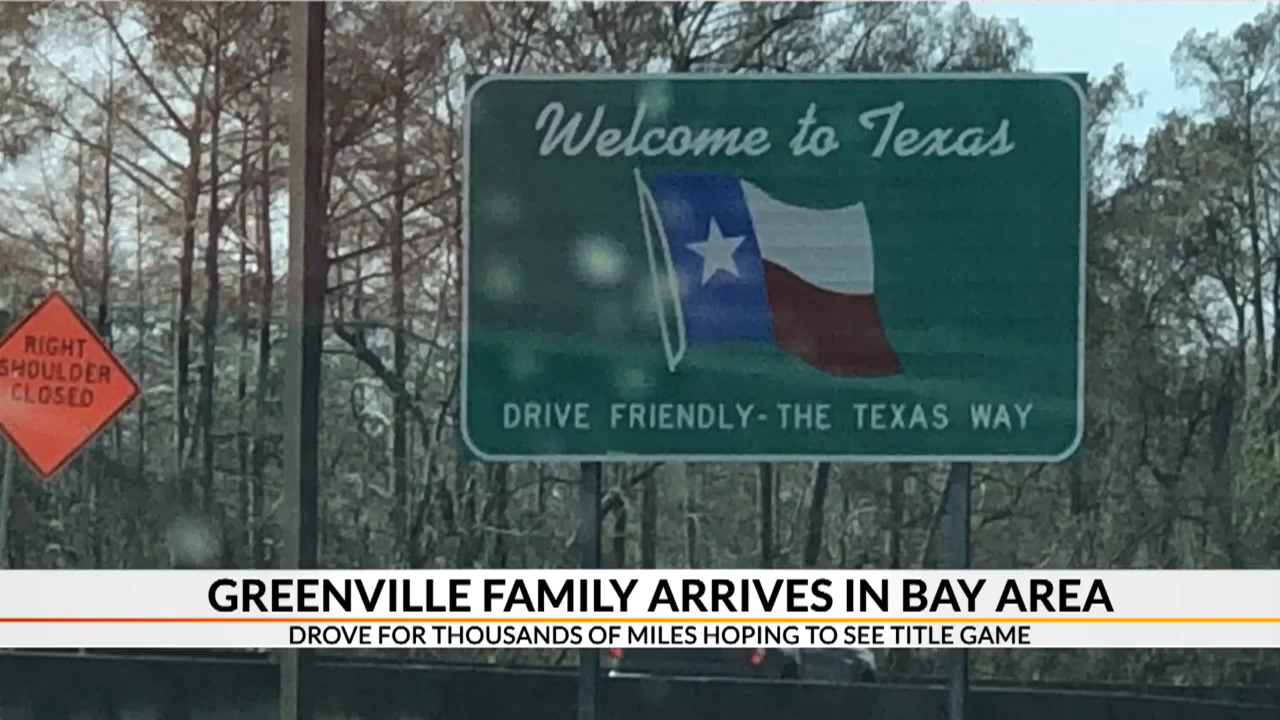 Welcome to Texas
DRIVE FRIENDLY-THE TEXAS WAY
RIGHT
SHOULDER
CLOSED
GREENVILLE FAMILY ARRIVES IN BAY AREA
DROVE FOR THOUSANDS OF MILES HOPING TO SEE TITLE GAME